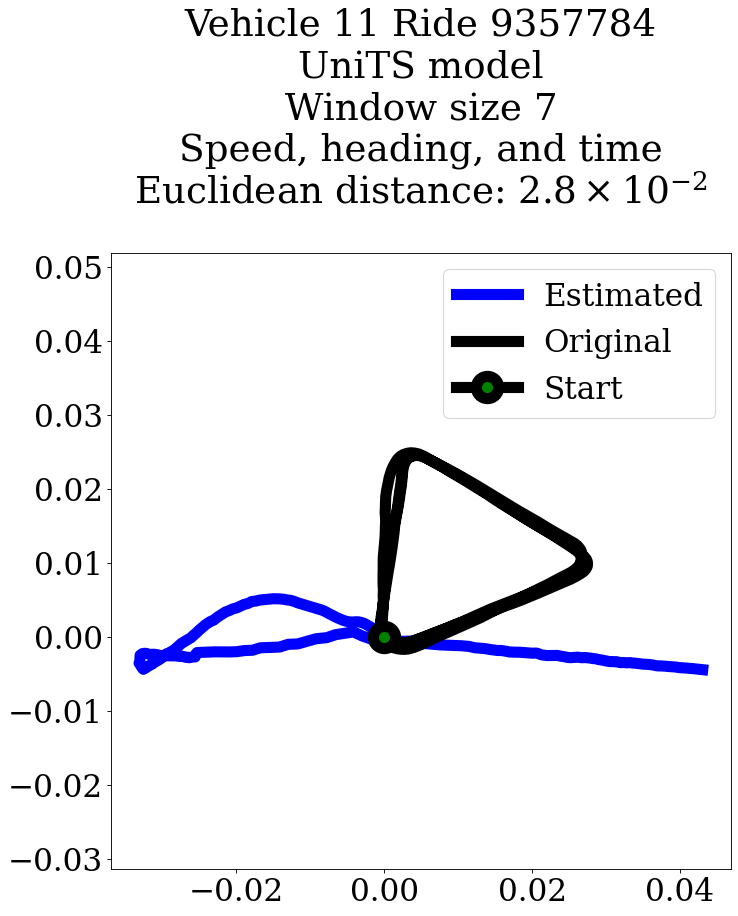 Vehicle 11 Ride 9357784
UniTS model
Window size 7
Speed, heading, and time
Euclidean distance: 2.8 × 10⁻²
Estimated
Original
Start
0.05
0.04
0.03
0.02
0.01
0.00
−0.01
−0.02
−0.03
−0.02
0.00
0.02
0.04